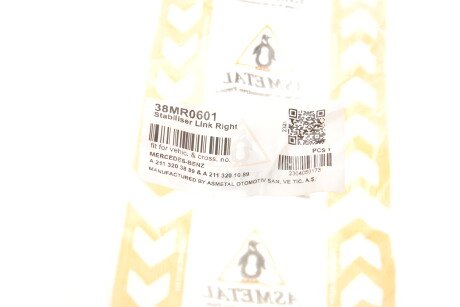 ASMETAL
38MR0601
Stabiliser Link Right
fit for vehic. & cross. no.
PCS 1
MERCEDES-BENZ
A 211 320 38 89 & A 211 320 10 89
MANUFACTURED BY ASMETAL OTOMOTIV SAN. VE TIC. A.S.
ASMETAL